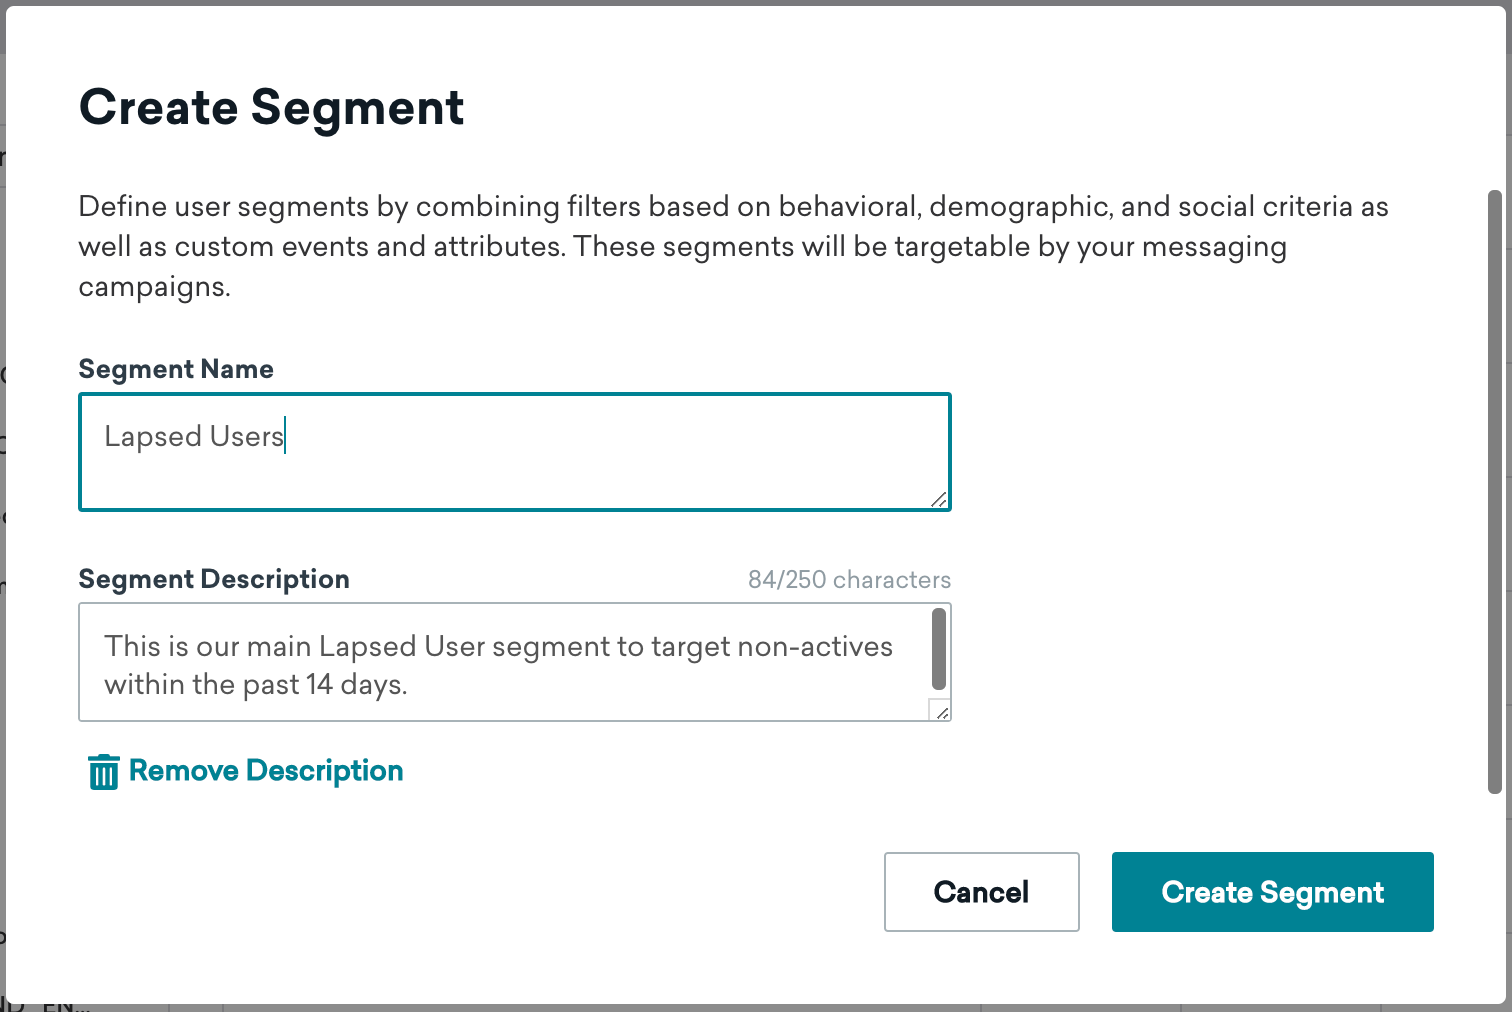 Create Segment
Define user segments by combining filters based on behavioral, demographic, and social criteria as
well as custom events and attributes. These segments will be targetable by your messaging
campaigns.
Segment Name
Lapsed Users
Segment Description
84/250 characters
This is our main Lapsed User segment to target non-actives
within the past 14 days.
Remove Description
Cancel
Create Segment